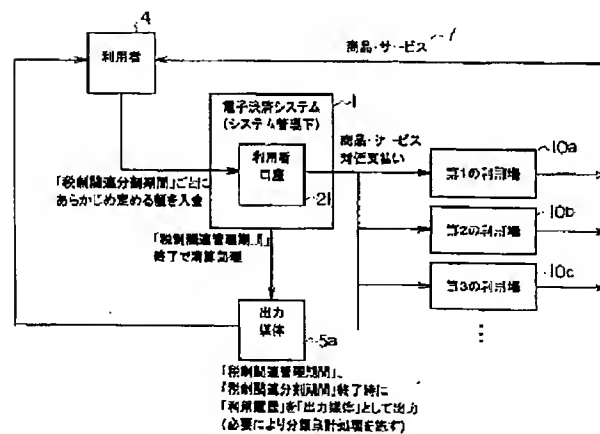 4
利用者
商品・サービス
7
電子決済システム
(システム管理下)
1
利用者
口座
21
商品・サービス
対価支払い
第1の利用場
10a
第2の利用場
10b
第3の利用場
10c
「税制関連分割期間」ごとに
あらかじめ定める額を入金
「税制関連管理期間」
終了で清算処理
出力
媒体
5a
「税制関連管理期間」、
「税制関連分割期間」終了時に
「利用履歴」を「出力媒体」として出力
(必要により分類集計処理を施す)